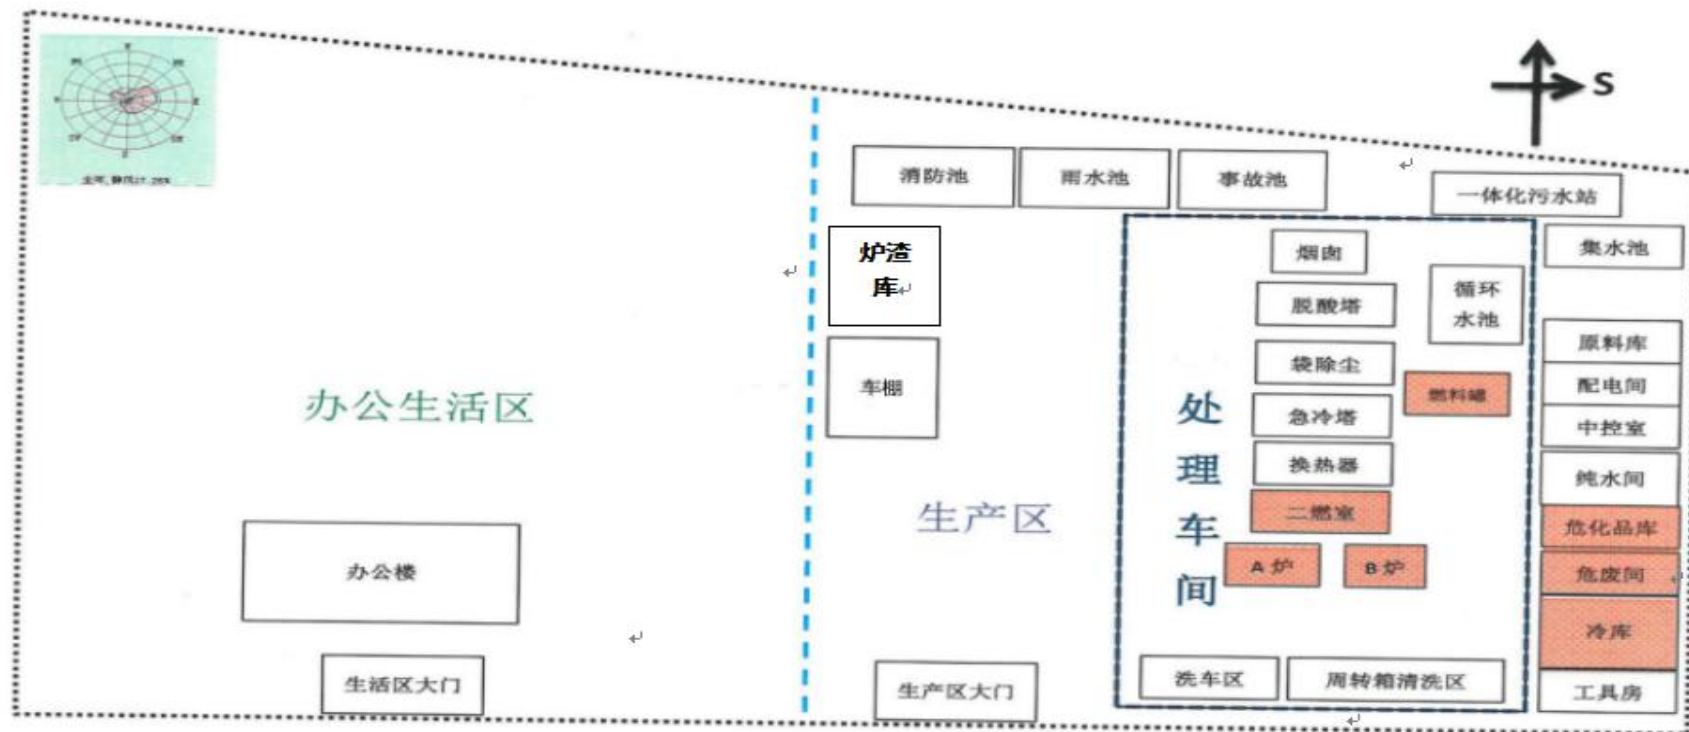 S
消防池
雨水池
事故池
一体化污水站
炉渣
库
烟囱
集水池
循环
水池
脱酸塔
原料库
袋除尘
车棚
燃料罐
配电间
办公生活区
急冷塔
中控室
处
理
车
间
换热器
纯水间
生产区
二燃室
危化品库
办公楼
A 炉
B 炉
危废间
冷库
生活区大门
生产区大门
洗车区
周转箱清洗区
工具房